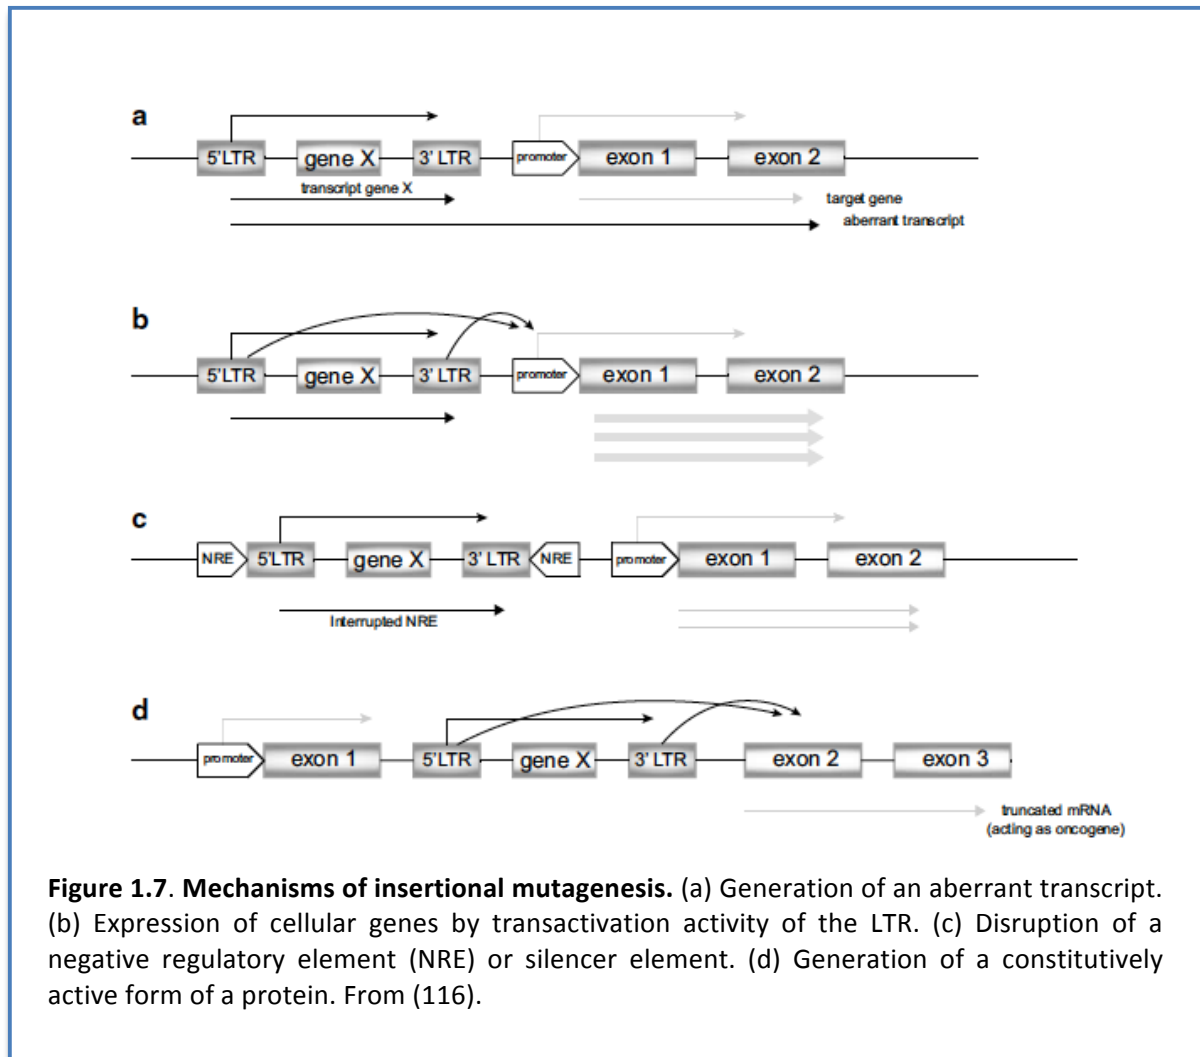 a
5'LTR gene X 3' LTR promoter exon 1 exon 2
transcript gene X
target gene
aberrant transcript
b
5'LTR gene X 3' LTR promoter exon 1 exon 2
c
NRE 5'LTR gene X 3' LTR NRE promoter exon 1 exon 2
Interrupted NRE
d
promoter exon 1 5'LTR gene X 3' LTR exon 2 exon 3
truncated mRNA
(acting as oncogene)
Figure 1.7. Mechanisms of insertional mutagenesis. (a) Generation of an aberrant transcript.
(b) Expression of cellular genes by transactivation activity of the LTR. (c) Disruption of a
negative regulatory element (NRE) or silencer element. (d) Generation of a constitutively
active form of a protein. From (116).